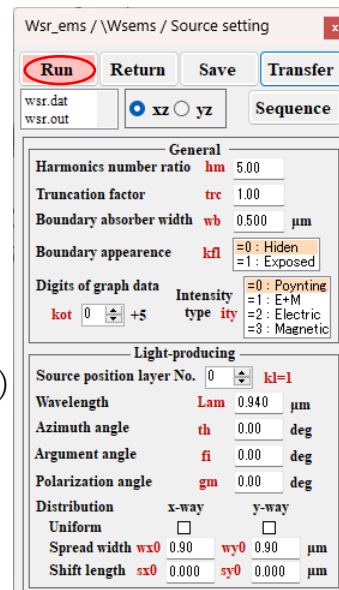 Wsr_ems / \Wsems / Source setting x
Run Return Save Transfer
wsr.dat
wsr.out
xz yz Sequence
General
Harmonics number ratio hm 5.00
Truncation factor trc 1.00
Boundary absorber width wb 0.500 μm
Boundary appearence kfl =0 : Hiden
=1 : Exposed
Digits of graph data
kot 0 +5
Intensity
type ity
=0 : Poynting
=1 : E+M
=2 : Electric
=3 : Magnetic
Light-producing
Source position layer No. 0 kl=1
Wavelength Lam 0.940 μm
Azimuth angle th 0.00 deg
Argument angle fi 0.00 deg
Polarization angle gm 0.00 deg
Distribution x-way y-way
Uniform
Spread width wx0 0.90 wy0 0.90 μm
Shift length sx0 0.000 sy0 0.000 μm